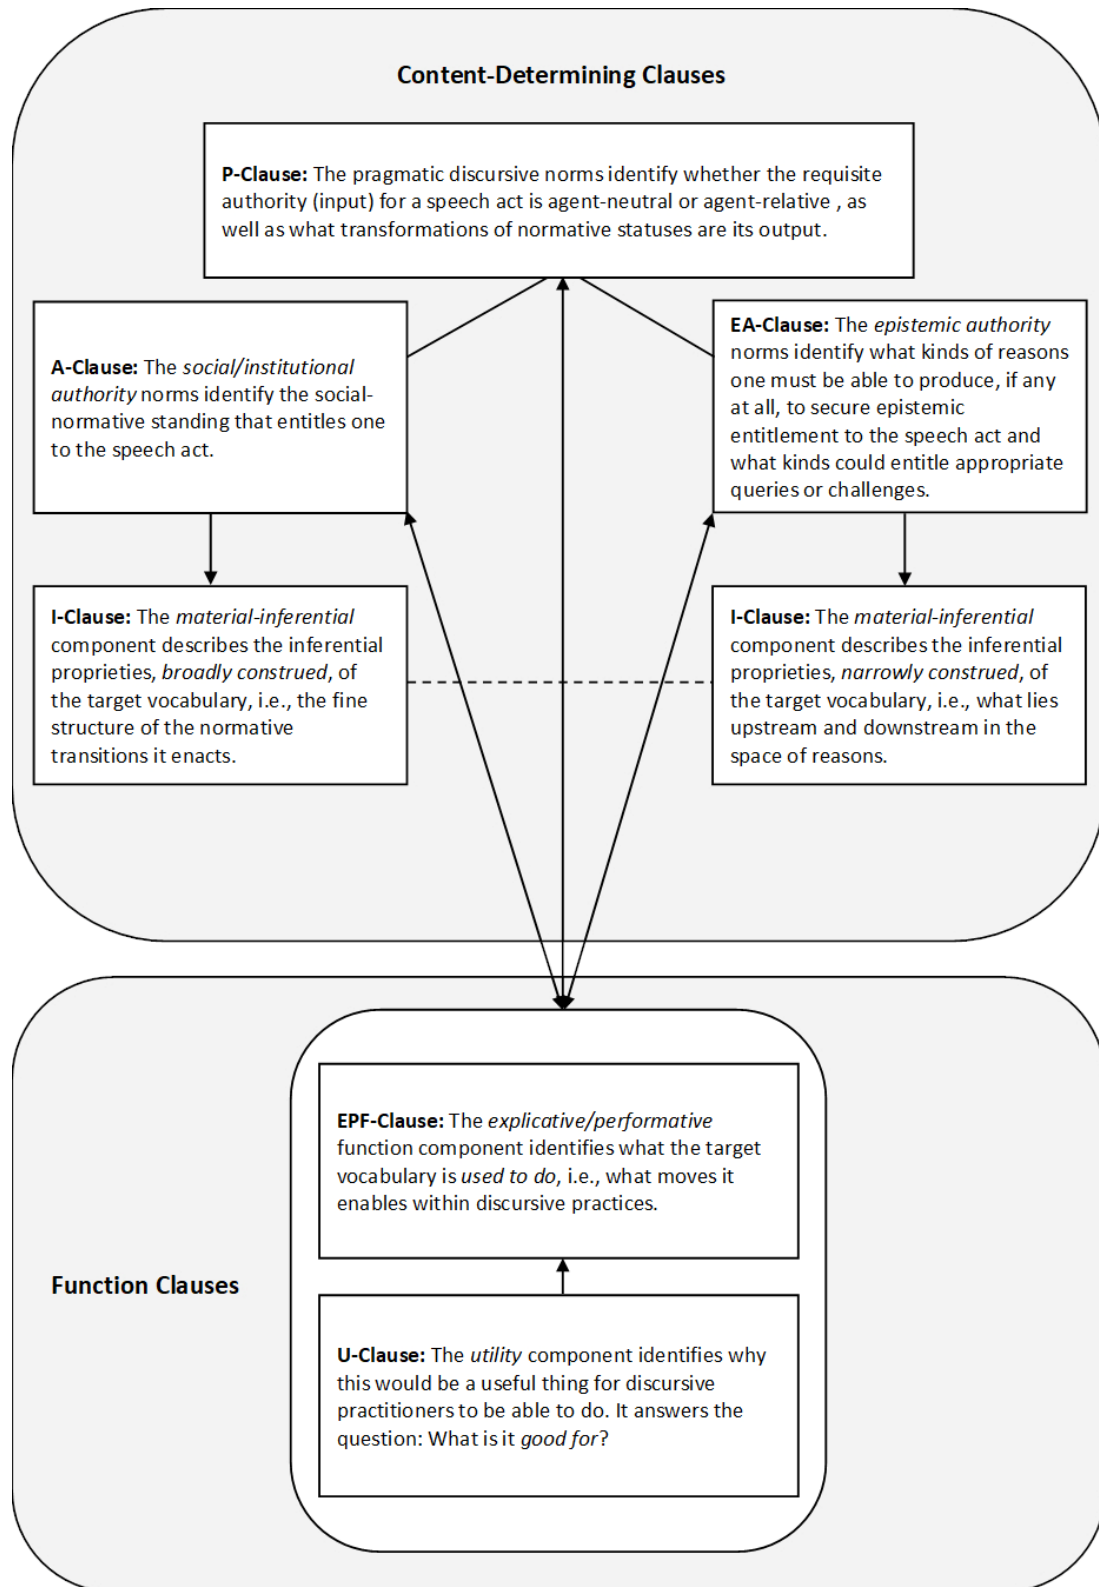 Content-Determining Clauses
P-Clause: The pragmatic discursive norms identify whether the requisite
authority (input) for a speech act is agent-neutral or agent-relative , as
well as what transformations of normative statuses are its output.
A-Clause: The social/institutional
authority norms identify the social-
normative standing that entitles one
to the speech act.
EA-Clause: The epistemic authority
norms identify what kinds of reasons
one must be able to produce, if any
at all, to secure epistemic
entitlement to the speech act and
what kinds could entitle appropriate
queries or challenges.
I-Clause: The material-inferential
component describes the inferential
proprieties, broadly construed, of
the target vocabulary, i.e., the fine
structure of the normative
transitions it enacts.
I-Clause: The material-inferential
component describes the inferential
proprieties, narrowly construed, of
the target vocabulary, i.e., what lies
upstream and downstream in the
space of reasons.
EPF-Clause: The explicative/performative
function component identifies what the target
vocabulary is used to do, i.e., what moves it
enables within discursive practices.
Function Clauses
U-Clause: The utility component identifies why
this would be a useful thing for discursive
practitioners to be able to do. It answers the
question: What is it good for?